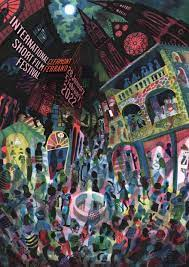 INTERNATIONAL
SHORT FILM
FESTIVAL
CLERMONT
FERRAND
2022